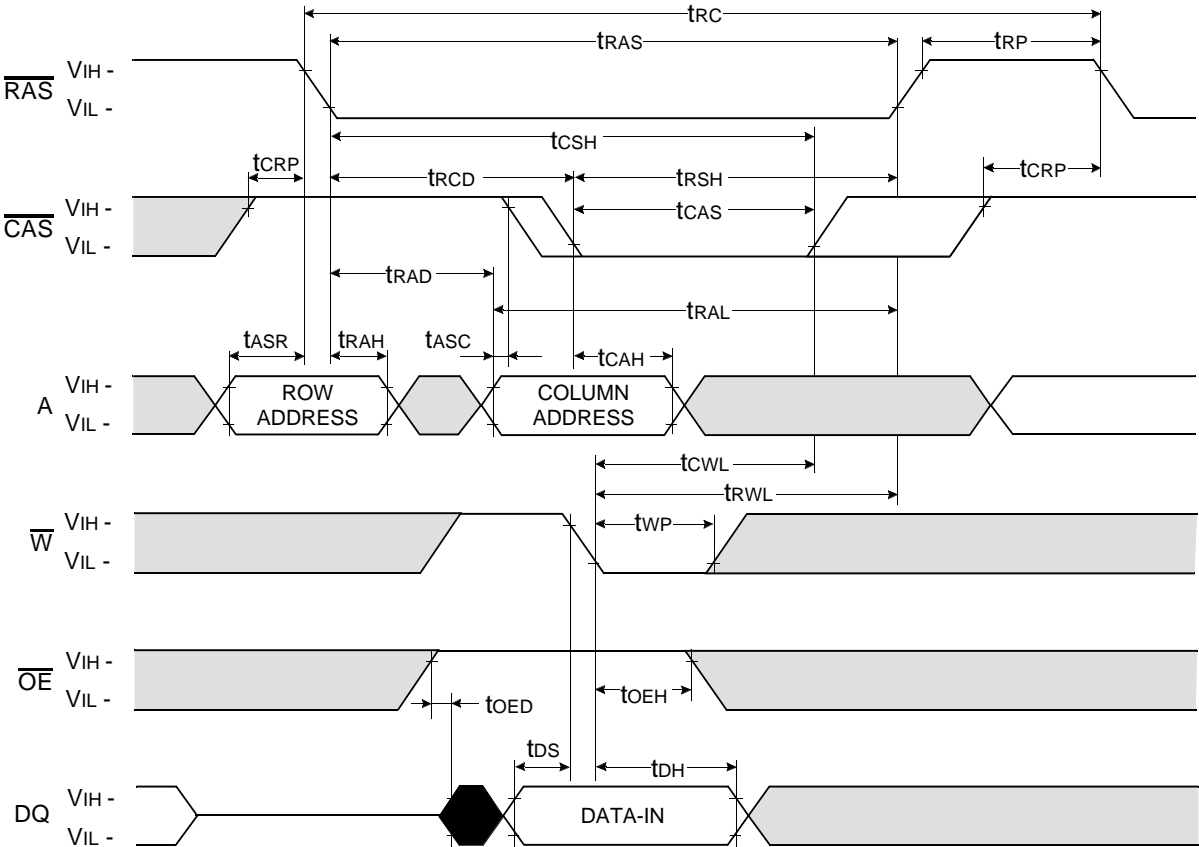 tRC
tRAS tRP
RAS VIH -
VIL -
tCSH
tCRP tRCD tRSH tCRP
CAS VIH - tCAS
VIL -
tRAD
tRAL
tASR tRAH tASC tCAH
A VIH - ROW ADDRESS COLUMN ADDRESS
VIL -
tCWL
tRWL
W VIH - tWP
VIL -
OE VIH -
VIL - tOED tOEH
tDS tDH
DQ VIH - DATA-IN
VIL -